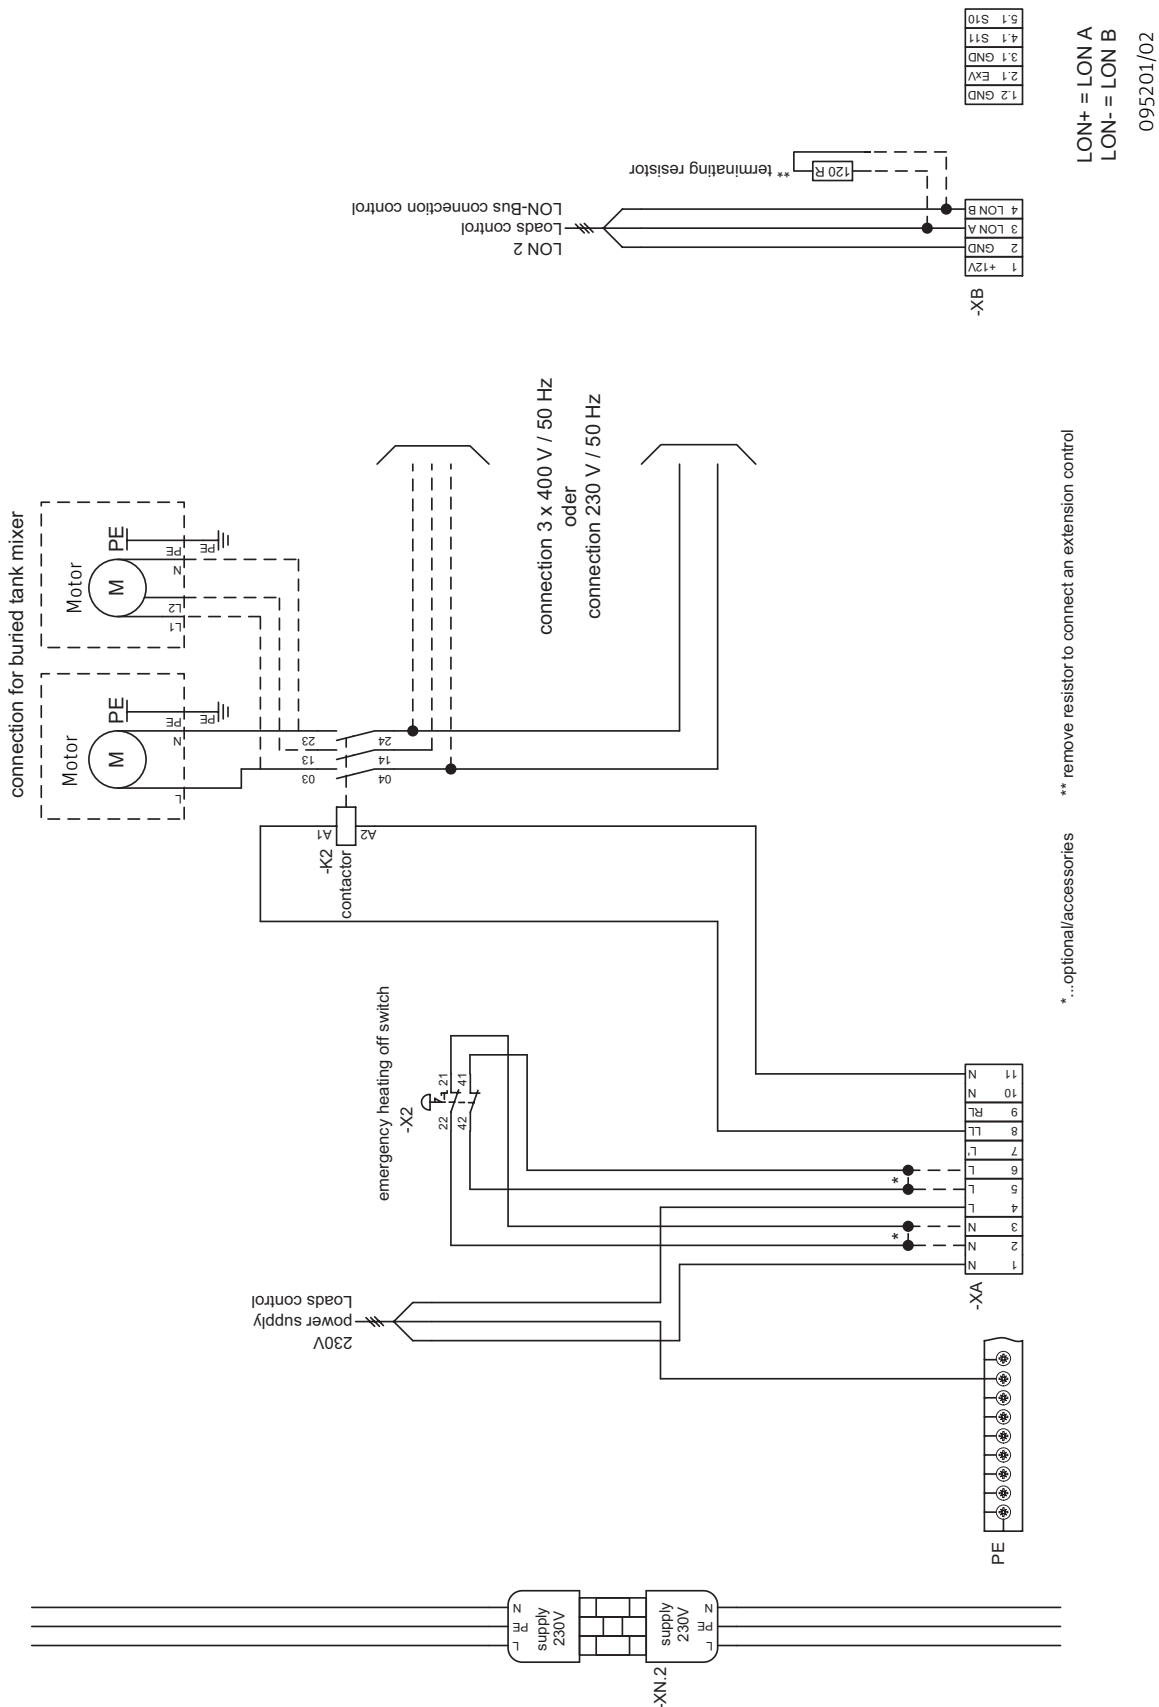 connection for buried tank mixer
Motor
M
PE
L
N
PE
PE
Motor
M
PE
L1
L2
N
PE
PE
03
13
23
04
14
24
-K2
contactor
A1
A2
connection 3 x 400 V / 50 Hz
oder
connection 230 V / 50 Hz
emergency heating off switch
-X2
22
21
42
41
230V
power supply
Loads control
LON 2
Loads control
LON-Bus connection control
** terminating resistor
120 R
*
*
supply
230V
L
PE
N
-XN.2
supply
230V
L
PE
N
PE
-XA
1 N
2 N
3 N
4 L
5 L
6 L
7 L'
8 LL
9 RL
10 N
11 N
-XB
1 +12V
2 GND
3 LON A
4 LON B
1.2 GND
2.1 ExV
3.1 GND
4.1 S11
5.1 S10
*...optional/accessories
** remove resistor to connect an extension control
LON+ = LON A
LON- = LON B
095201/02